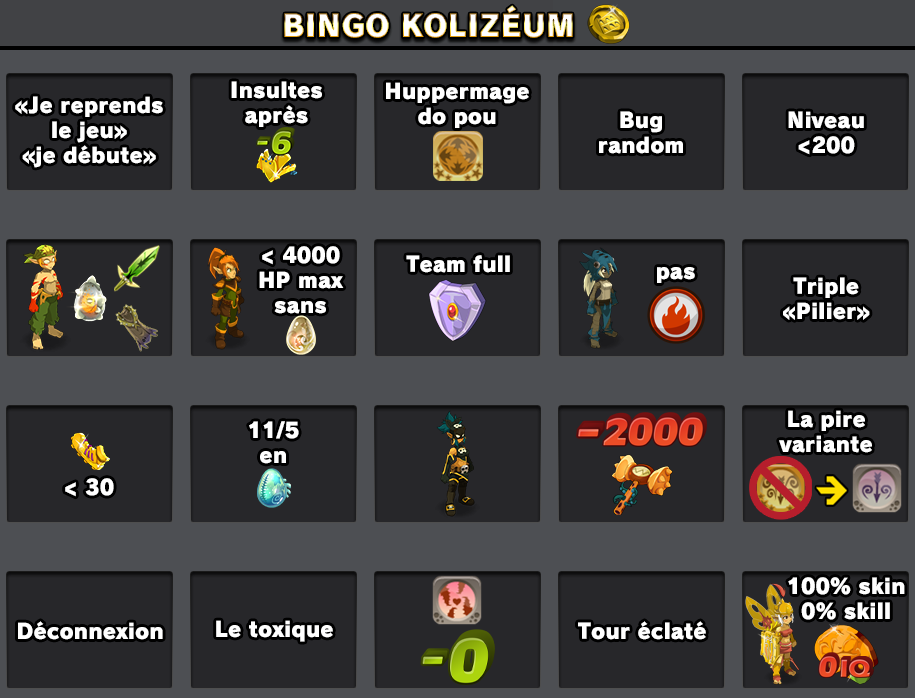 BINGO KOLIZÉUM
«Je reprends
le jeu»
«je débute»
Insultes
après
-6
Huppermage
do pou
Bug
random
Niveau
<200
< 4000
HP max
sans
Team full
pas
Triple
«Pilier»
< 30
11/5
en
-2000
La pire
variante
Déconnexion
Le toxique
-0
Tour éclaté
100% skin
0% skill
0IQ